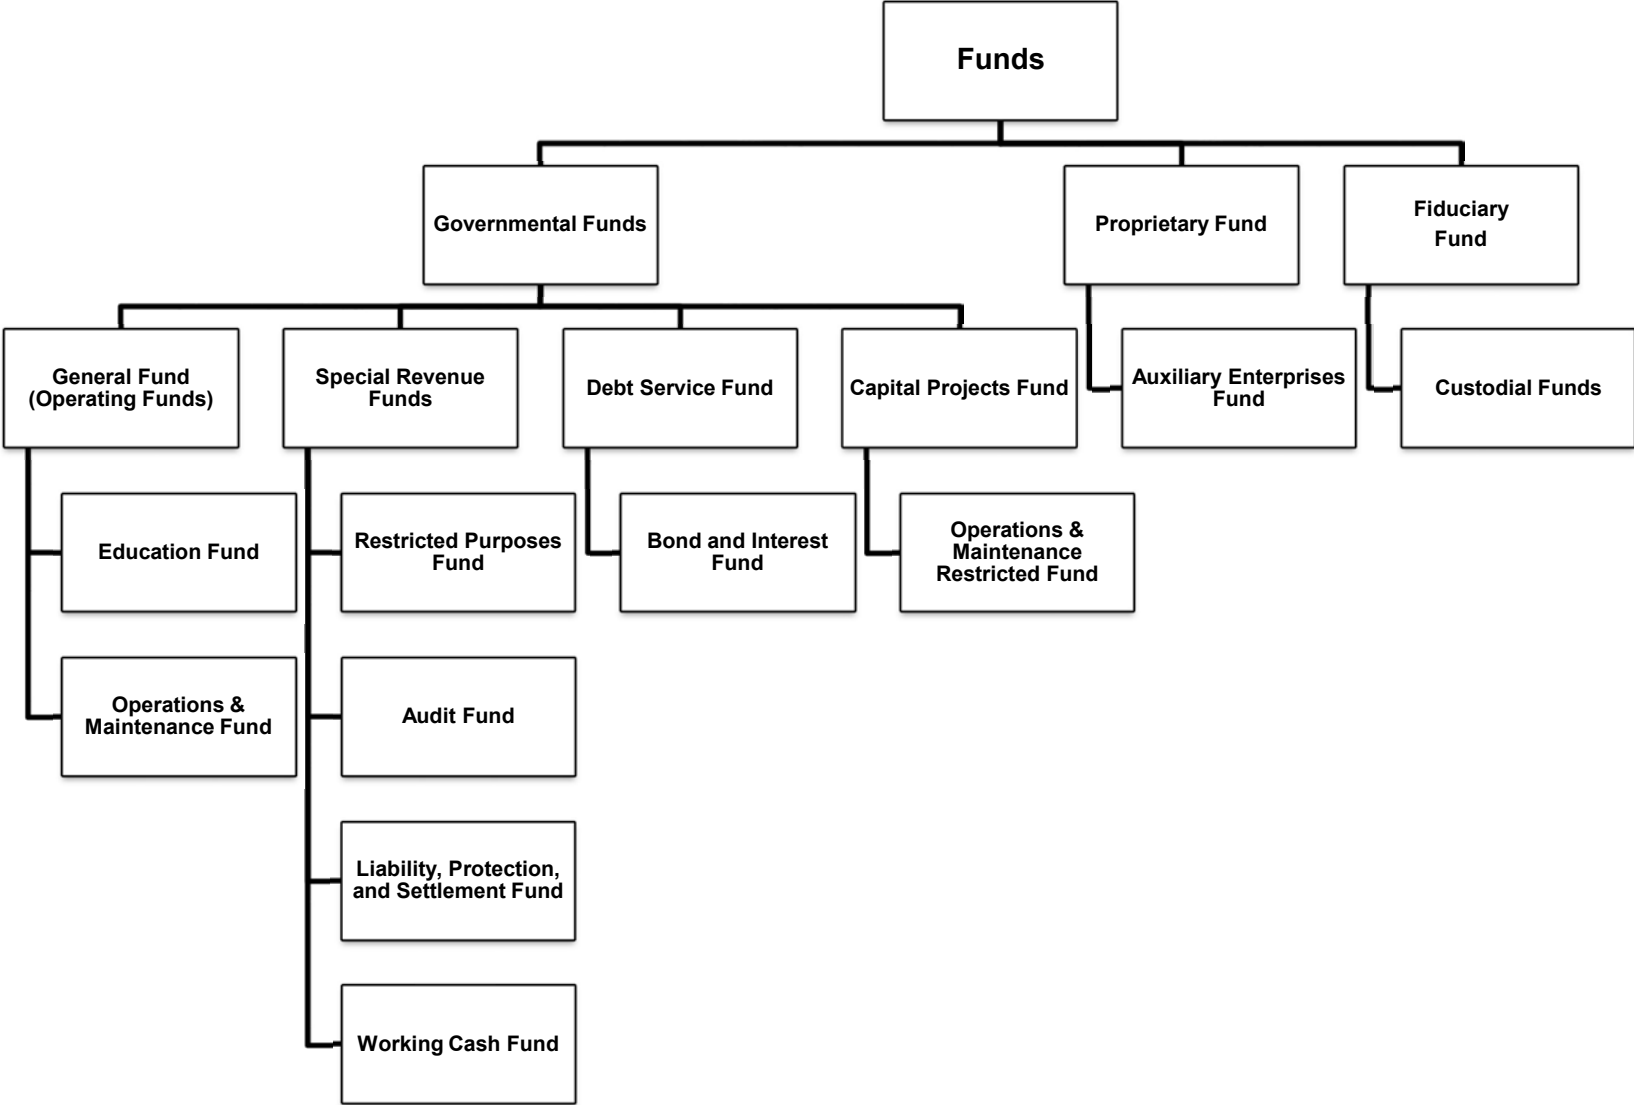 Funds
Governmental Funds
Proprietary Fund
Fiduciary
Fund
General Fund
(Operating Funds)
Special Revenue
Funds
Debt Service Fund
Capital Projects Fund
Auxiliary Enterprises
Fund
Custodial Funds
Education Fund
Restricted Purposes
Fund
Bond and Interest
Fund
Operations &
Maintenance
Restricted Fund
Operations &
Maintenance Fund
Audit Fund
Liability, Protection,
and Settlement Fund
Working Cash Fund